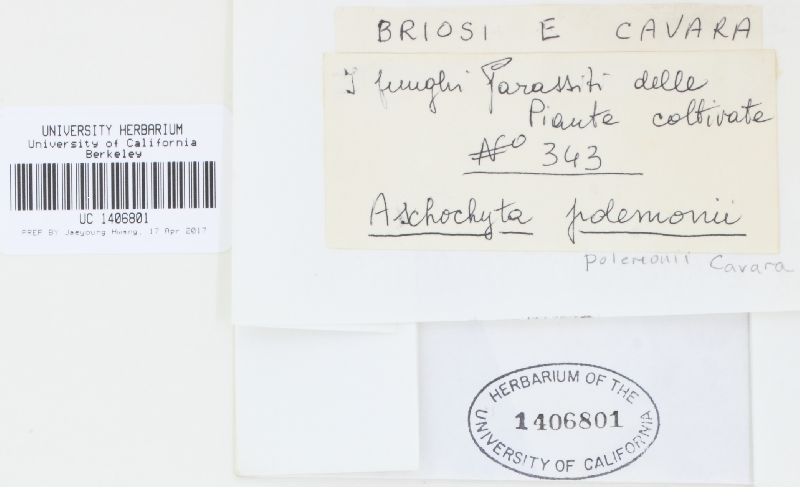 BRIOSI E CAVARA
I funghi Parassiti delle
Piante coltivate
No 343
Aschochyta polemonii
polemonii Cavara
UNIVERSITY HERBARIUM
University of California
Berkeley
UC 1406801
PREP BY Jaeyoung Hwang; 17 Apr 2017
HERBARIUM OF THE
1406801
UNIVERSITY OF CALIFORNIA